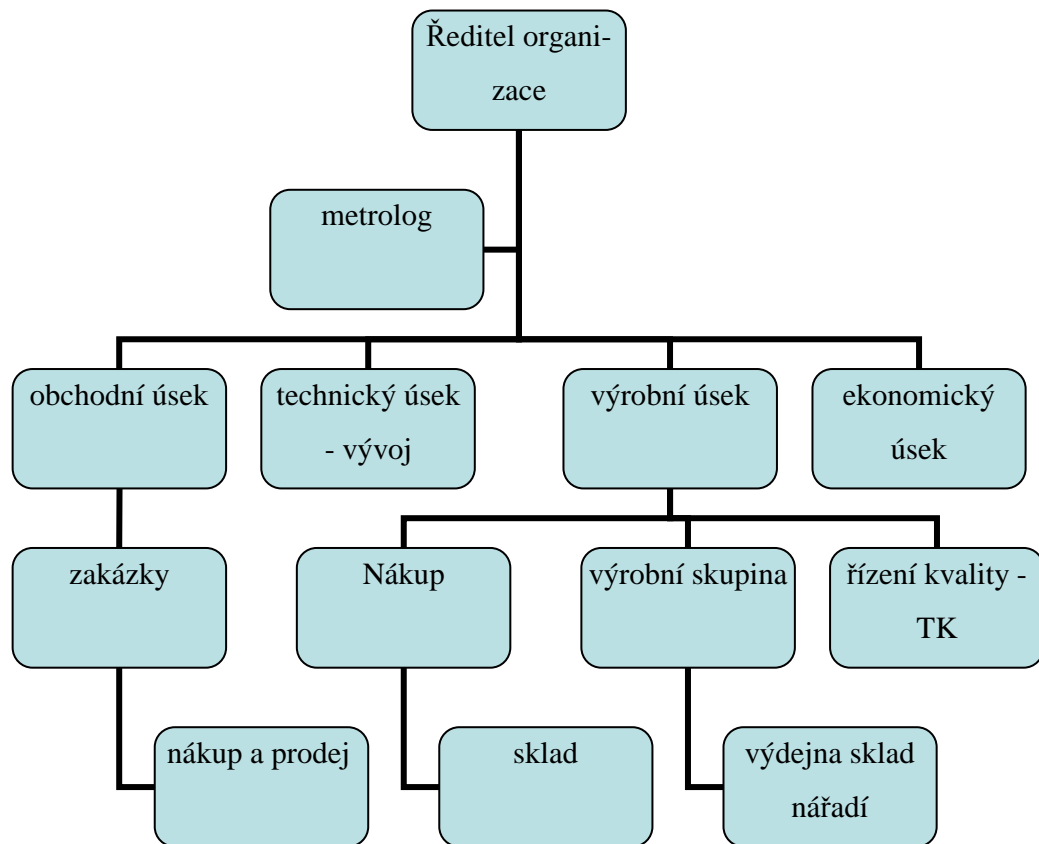 Ředitel organi-
zace
metrolog
obchodní úsek
technický úsek
- vývoj
výrobní úsek
ekonomický
úsek
zakázky
Nákup
výrobní skupina
řízení kvality -
TK
nákup a prodej
sklad
výdejna sklad
nářadí